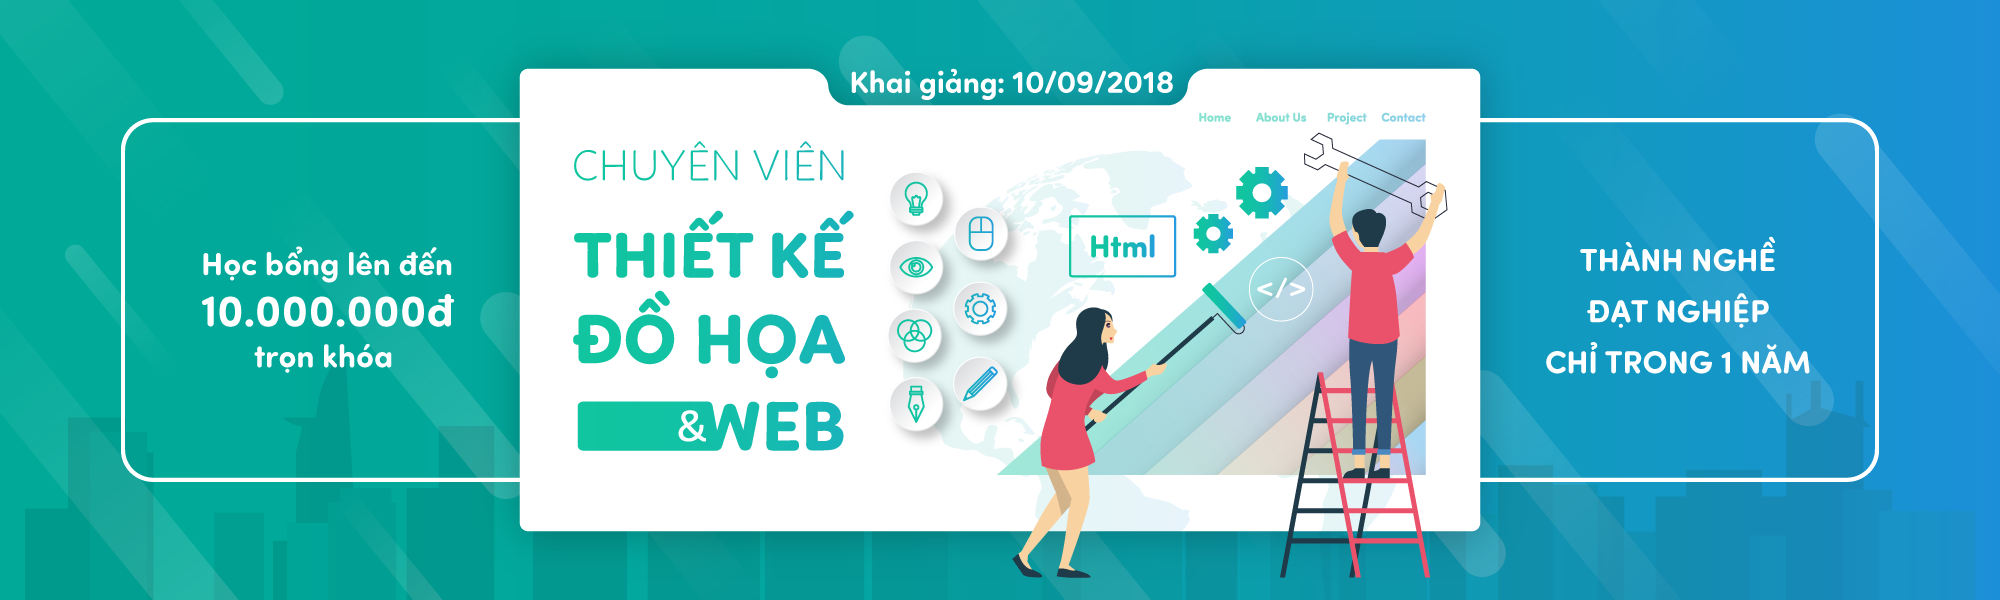 Khai giảng: 10/09/2018
Học bổng lên đến
10.000.000đ
trọn khóa
CHUYÊN VIÊN
THIẾT KẾ
ĐỒ HỌA
&WEB
Home About Us Project Contact
Html
</>
THÀNH NGHỀ
ĐẠT NGHIỆP
CHỈ TRONG 1 NĂM